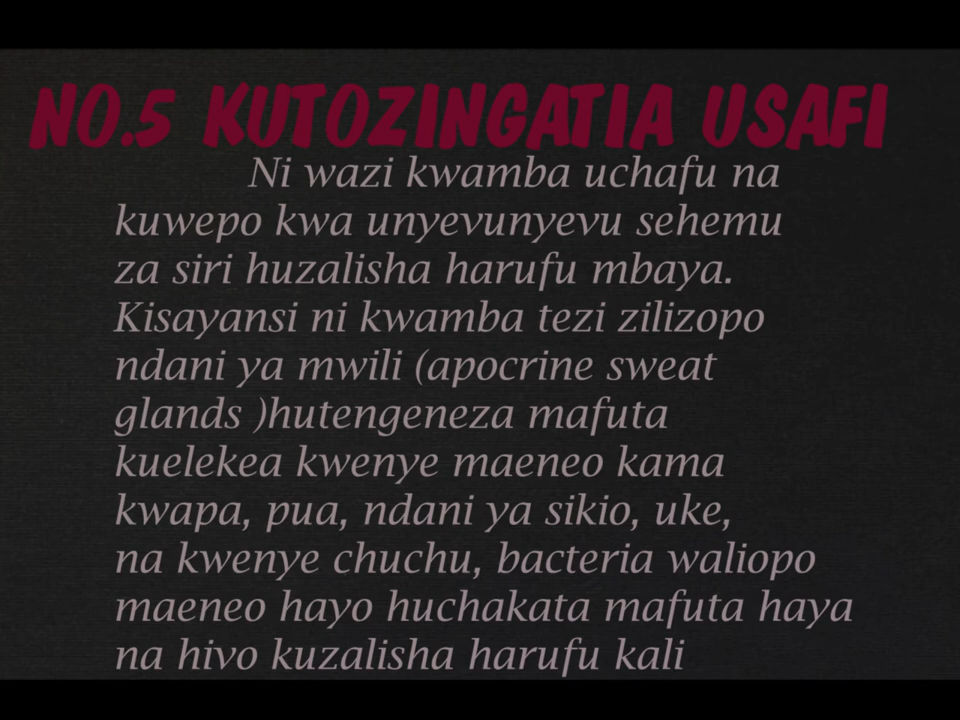 NO.5 KUTOZINGATIA USAFI
Ni wazi kwamba uchafu na
kuwepo kwa unyevunyevu sehemu
za siri huzalisha harufu mbaya.
Kisayansi ni kwamba tezi zilizopo
ndani ya mwili (apocrine sweat
glands )hutengeneza mafuta
kuelekea kwenye maeneo kama
kwapa, pua, ndani ya sikio, uke,
na kwenye chuchu, bacteria waliopo
maeneo hayo huchakata mafuta haya
na hivo kuzalisha harufu kali